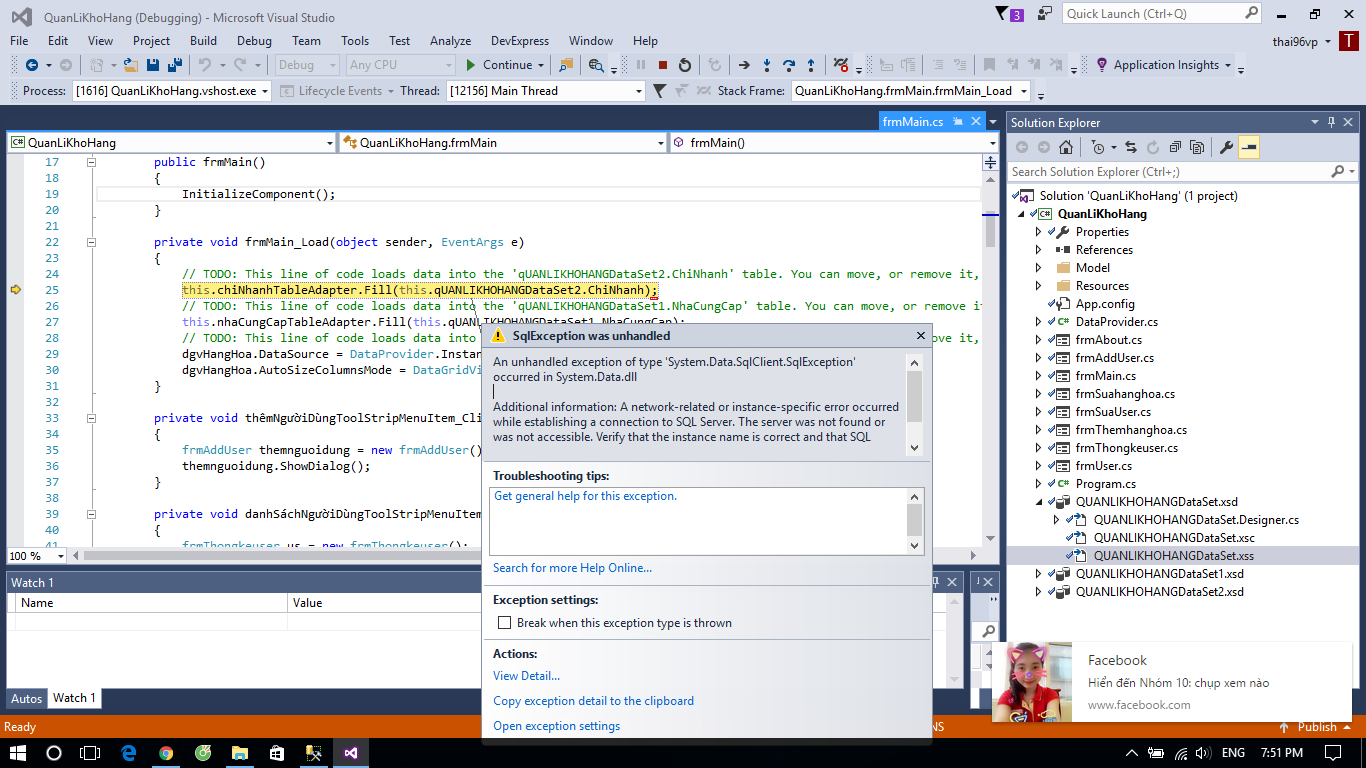 QuanLiKhoHang (Debugging) - Microsoft Visual Studio
3
Quick Launch (Ctrl+Q)
File Edit View Project Build Debug Team Tools Test Analyze DevExpress Window Help
thai96vp
T
Debug Any CPU Continue Application Insights
Process: [1616] QuanLiKhoHang.vshost.exe Lifecycle Events Thread: [12156] Main Thread Stack Frame: QuanLiKhoHang.frmMain.frmMain_Load
frmMain.cs
QuanLiKhoHang QuanLiKhoHang.frmMain frmMain()
17 public frmMain()
18 {
19 InitializeComponent();
20 }
21
22 private void frmMain_Load(object sender, EventArgs e)
23 {
24 // TODO: This line of code loads data into the 'qUANLIKHOHANGDataSet2.ChiNhanh' table. You can move, or remove it,
25 this.chiNhanhTableAdapter.Fill(this.qUANLIKHOHANGDataSet2.ChiNhanh);
26 // TODO: This line of code loads data into the 'qUANLIKHOHANGDataSet1.NhaCungCap' table. You can move, or remove it
27 this.nhaCungCapTableAdapter.Fill(this.qUANLIKHOHANGDataSet1.NhaCungCap);
28 // TODO: This line of code loads data into
29 dgvHangHoa.DataSource = DataProvider.Instan
30 dgvHangHoa.AutoSizeColumnsMode = DataGridVi
31 }
32
33 private void thêmNgườiDùngToolStripMenuItem_Cli
34 {
35 frmAddUser themnguoidung = new frmAddUser()
36 themnguoidung.ShowDialog();
37 }
38
39 private void danhSáchNgườiDùngToolStripMenuItem
40 {
41 frmThongkeuser us = new frmThongkeuser();
100 %
SqlException was unhandled
An unhandled exception of type 'System.Data.SqlClient.SqlException'
occurred in System.Data.dll
Additional information: A network-related or instance-specific error occurred
while establishing a connection to SQL Server. The server was not found or
was not accessible. Verify that the instance name is correct and that SQL
Troubleshooting tips:
Get general help for this exception.
Search for more Help Online...
Exception settings:
Break when this exception type is thrown
Actions:
View Detail...
Copy exception detail to the clipboard
Open exception settings
Watch 1
Name Value
Autos Watch 1
Solution Explorer
Search Solution Explorer (Ctrl+;)
Solution 'QuanLiKhoHang' (1 project)
QuanLiKhoHang
Properties
References
Model
Resources
App.config
DataProvider.cs
frmAbout.cs
frmAddUser.cs
frmMain.cs
frmSuahanghoa.cs
frmSuaUser.cs
frmThemhanghoa.cs
frmThongkeuser.cs
frmUser.cs
Program.cs
QUANLIKHOHANGDataSet.xsd
QUANLIKHOHANGDataSet.Designer.cs
QUANLIKHOHANGDataSet.xsc
QUANLIKHOHANGDataSet.xss
QUANLIKHOHANGDataSet1.xsd
QUANLIKHOHANGDataSet2.xsd
Facebook
Hiển đến Nhóm 10: chụp xem nào
www.facebook.com
Ready
NS
Publish
ENG 7:51 PM